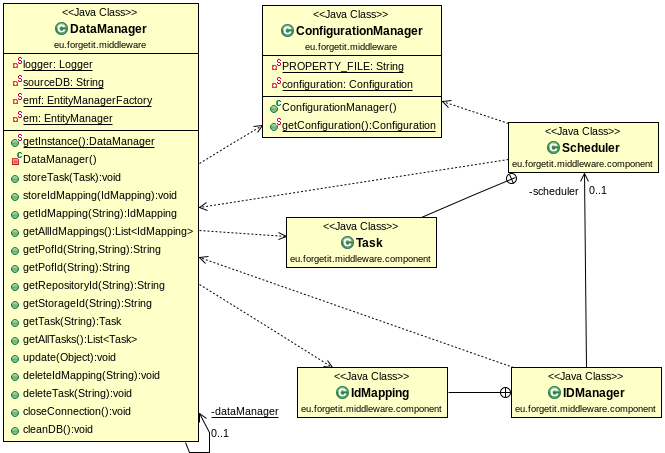 <<Java Class>>
DataManager
eu.forgetit.middleware
logger: Logger
sourceDB: String
emf: EntityManagerFactory
em: EntityManager
getInstance():DataManager
DataManager()
storeTask(Task):void
storeIdMapping(IdMapping):void
getIdMapping(String):IdMapping
getAllIdMappings():List<IdMapping>
getPofId(String,String):String
getPofId(String):String
getRepositoryId(String):String
getStorageId(String):String
getTask(String):Task
getAllTasks():List<Task>
update(Object):void
deleteIdMapping(String):void
deleteTask(String):void
closeConnection():void
cleanDB():void
-dataManager
0..1
<<Java Class>>
ConfigurationManager
eu.forgetit.middleware
PROPERTY_FILE: String
configuration: Configuration
ConfigurationManager()
getConfiguration():Configuration
<<Java Class>>
Scheduler
eu.forgetit.middleware.component
-scheduler
0..1
<<Java Class>>
Task
eu.forgetit.middleware.component
<<Java Class>>
IdMapping
eu.forgetit.middleware.component
<<Java Class>>
IDManager
eu.forgetit.middleware.component